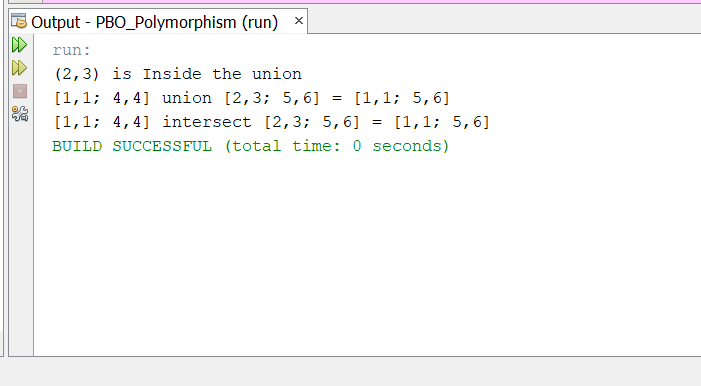 Output - PBO_Polymorphism (run) ×
run:
(2,3) is Inside the union
[1,1; 4,4] union [2,3; 5,6] = [1,1; 5,6]
[1,1; 4,4] intersect [2,3; 5,6] = [1,1; 5,6]
BUILD SUCCESSFUL (total time: 0 seconds)